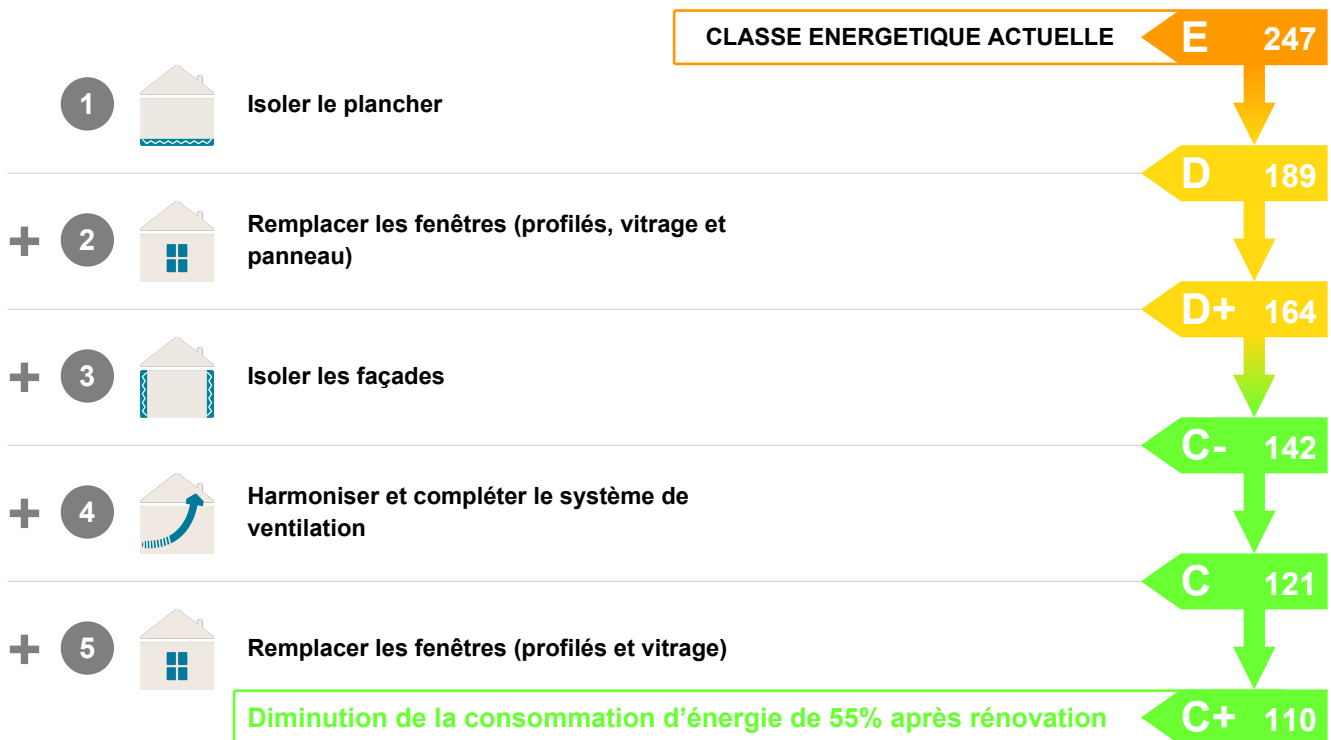 CLASSE ENERGETIQUE ACTUELLE E 247
1 Isoler le plancher
D 189
+ 2 Remplacer les fenêtres (profilés, vitrage et
panneau)
D+ 164
+ 3 Isoler les façades
C- 142
+ 4 Harmoniser et compléter le système de
ventilation
C 121
+ 5 Remplacer les fenêtres (profilés et vitrage)
Diminution de la consommation d’énergie de 55% après rénovation C+ 110